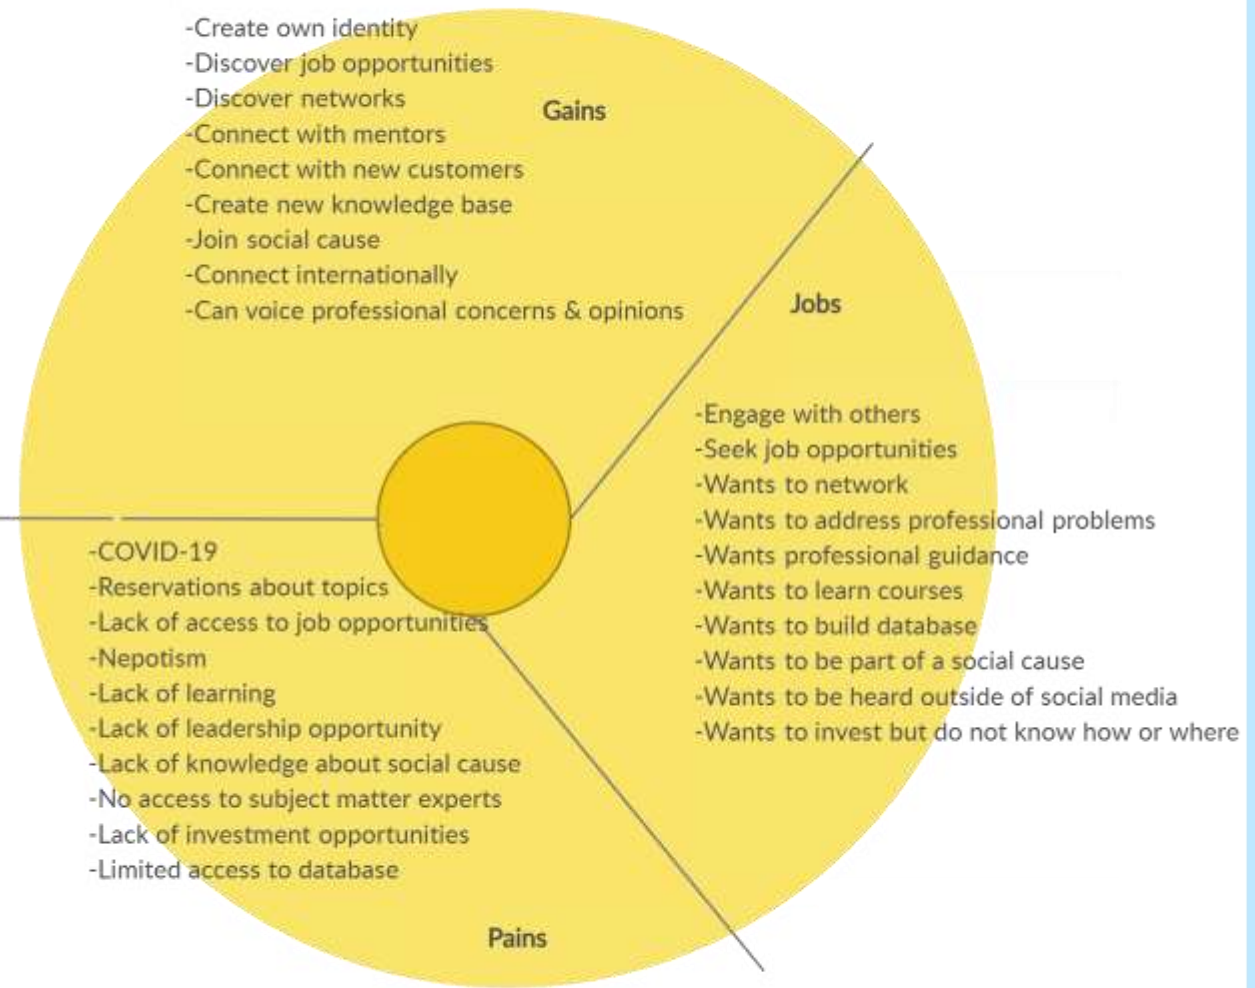 -Create own identity
-Discover job opportunities
-Discover networks
Gains
-Connect with mentors
-Connect with new customers
-Create new knowledge base
-Join social cause
-Connect internationally
-Can voice professional concerns & opinions
Jobs
-Engage with others
-Seek job opportunities
-Wants to network
-Wants to address professional problems
-Wants professional guidance
-Wants to learn courses
-Wants to build database
-Wants to be part of a social cause
-Wants to be heard outside of social media
-Wants to invest but do not know how or where
-COVID-19
-Reservations about topics
-Lack of access to job opportunities
-Nepotism
-Lack of learning
-Lack of leadership opportunity
-Lack of knowledge about social cause
-No access to subject matter experts
-Lack of investment opportunities
-Limited access to database
Pains